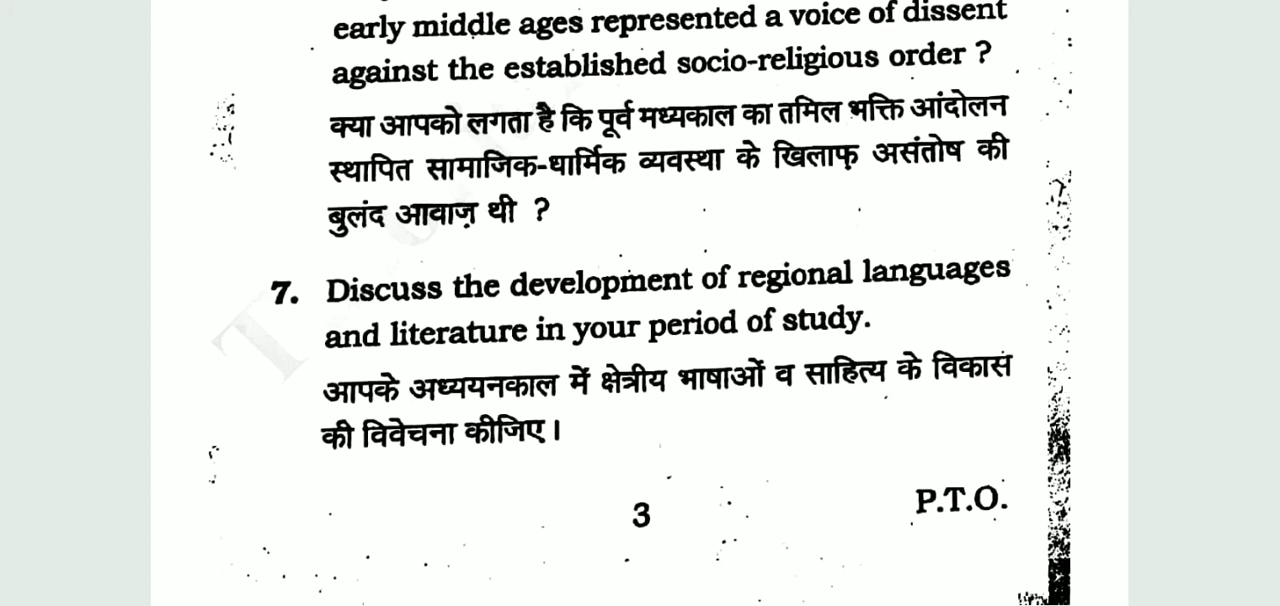 early middle ages represented a voice of dissent
against the established socio-religious order ?
क्या आपको लगता है कि पूर्व मध्यकाल का तमिल भक्ति आंदोलन
स्थापित सामाजिक-धार्मिक व्यवस्था के खिलाफ़ असंतोष की
बुलंद आवाज़ थी ?
7. Discuss the development of regional languages
and literature in your period of study.
आपके अध्ययनकाल में क्षेत्रीय भाषाओं व साहित्य के विकास
की विवेचना कीजिए।
3
P.T.O.